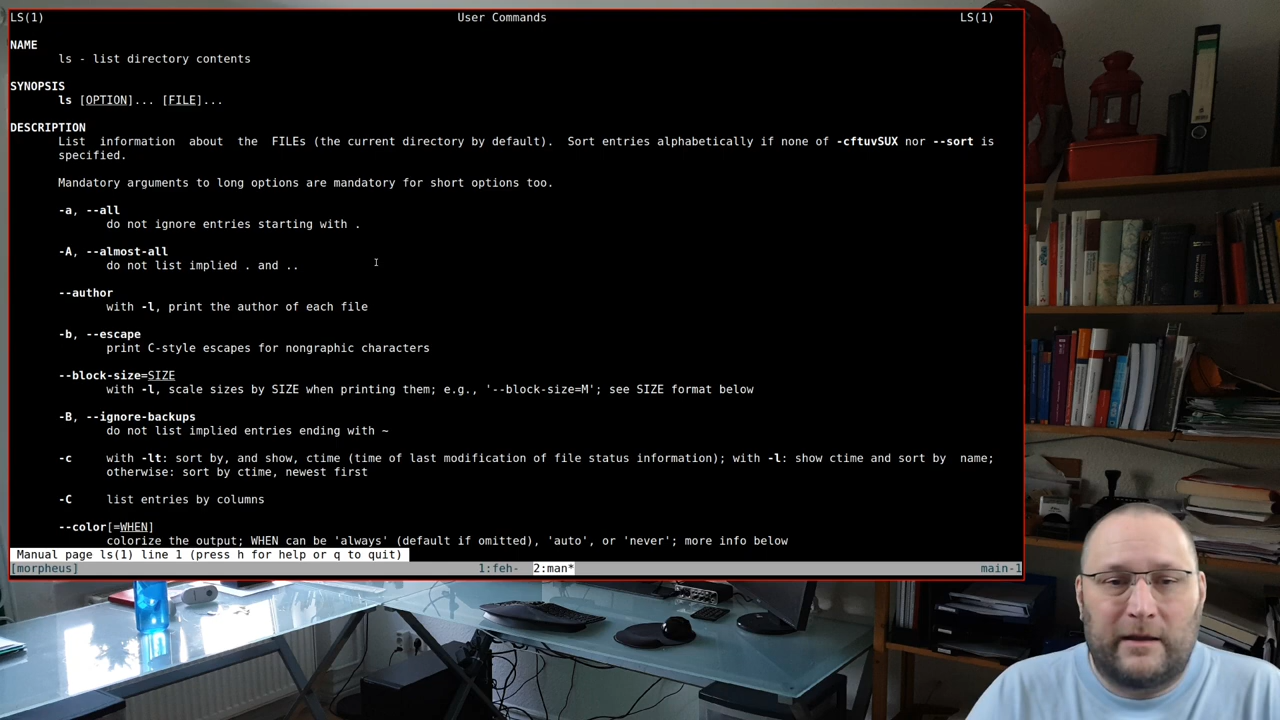 LS(1) User Commands LS(1)
NAME
ls - list directory contents
SYNOPSIS
ls [OPTION]... [FILE]...
DESCRIPTION
List information about the FILEs (the current directory by default). Sort entries alphabetically if none of -cftuvSUX nor --sort is
specified.
Mandatory arguments to long options are mandatory for short options too.
-a, --all
do not ignore entries starting with .
-A, --almost-all
do not list implied . and ..
--author
with -l, print the author of each file
-b, --escape
print C-style escapes for nongraphic characters
--block-size=SIZE
with -l, scale sizes by SIZE when printing them; e.g., '--block-size=M'; see SIZE format below
-B, --ignore-backups
do not list implied entries ending with ~
-c with -lt: sort by, and show, ctime (time of last modification of file status information); with -l: show ctime and sort by name;
otherwise: sort by ctime, newest first
-C list entries by columns
--color[=WHEN]
colorize the output; WHEN can be 'always' (default if omitted), 'auto', or 'never'; more info below
Manual page ls(1) line 1 (press h for help or q to quit)
[morpheus] 1:feh- 2:man* main-1